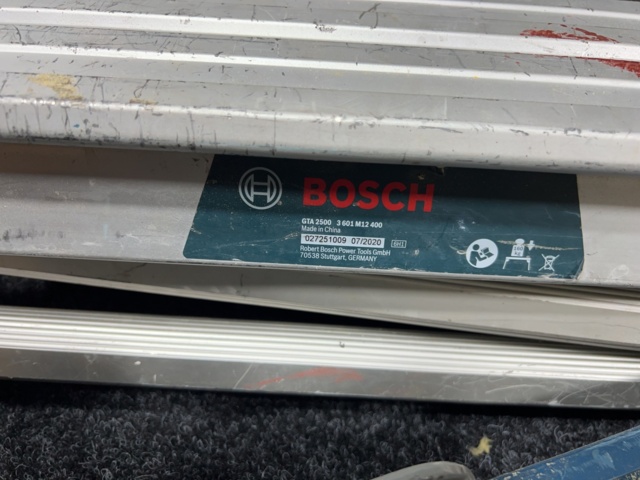 BOSCH
GTA 2500 3 601 M12 400
Made in China
027251009 07/2020
Robert Bosch Power Tools GmbH
70538 Stuttgart, GERMANY